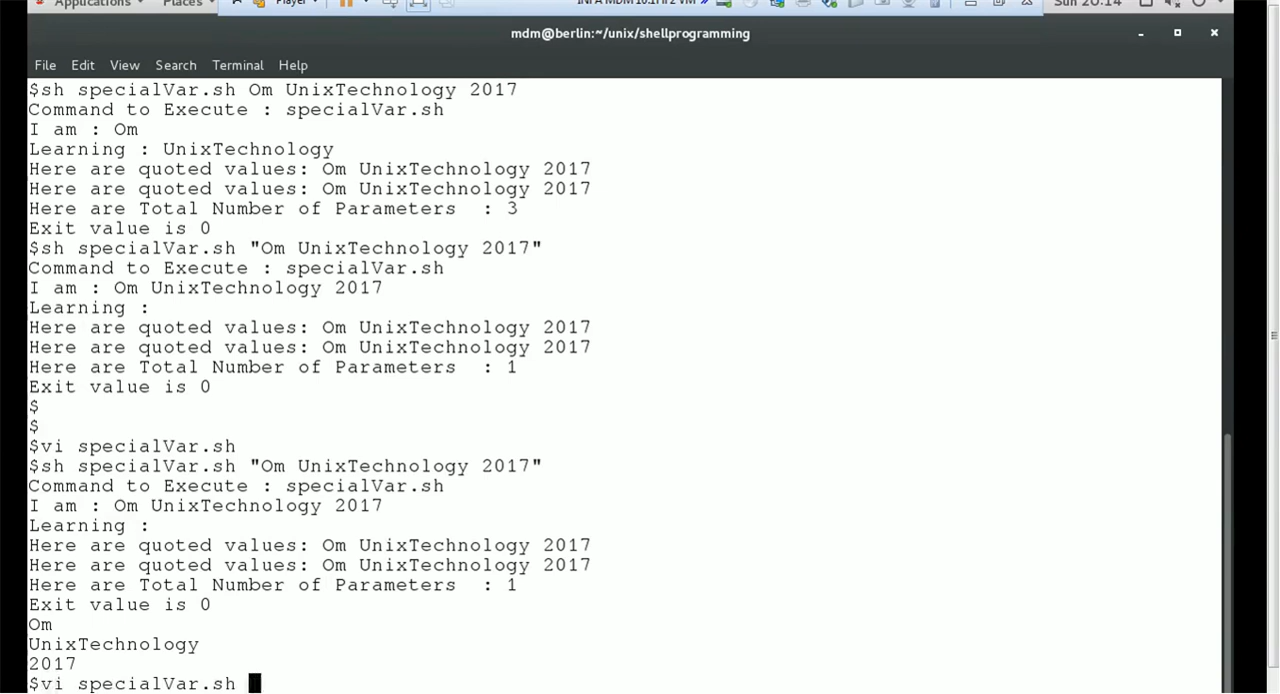 Applications Places Player INFA MDM 10.1HF2 VM Sun 20:14
mdm@berlin:~/unix/shellprogramming
File Edit View Search Terminal Help
$sh specialVar.sh Om UnixTechnology 2017
Command to Execute : specialVar.sh
I am : Om
Learning : UnixTechnology
Here are quoted values: Om UnixTechnology 2017
Here are quoted values: Om UnixTechnology 2017
Here are Total Number of Parameters  : 3
Exit value is 0
$sh specialVar.sh "Om UnixTechnology 2017"
Command to Execute : specialVar.sh
I am : Om UnixTechnology 2017
Learning :
Here are quoted values: Om UnixTechnology 2017
Here are quoted values: Om UnixTechnology 2017
Here are Total Number of Parameters  : 1
Exit value is 0
$
$
$vi specialVar.sh
$sh specialVar.sh "Om UnixTechnology 2017"
Command to Execute : specialVar.sh
I am : Om UnixTechnology 2017
Learning :
Here are quoted values: Om UnixTechnology 2017
Here are quoted values: Om UnixTechnology 2017
Here are Total Number of Parameters  : 1
Exit value is 0
Om
UnixTechnology
2017
$vi specialVar.sh